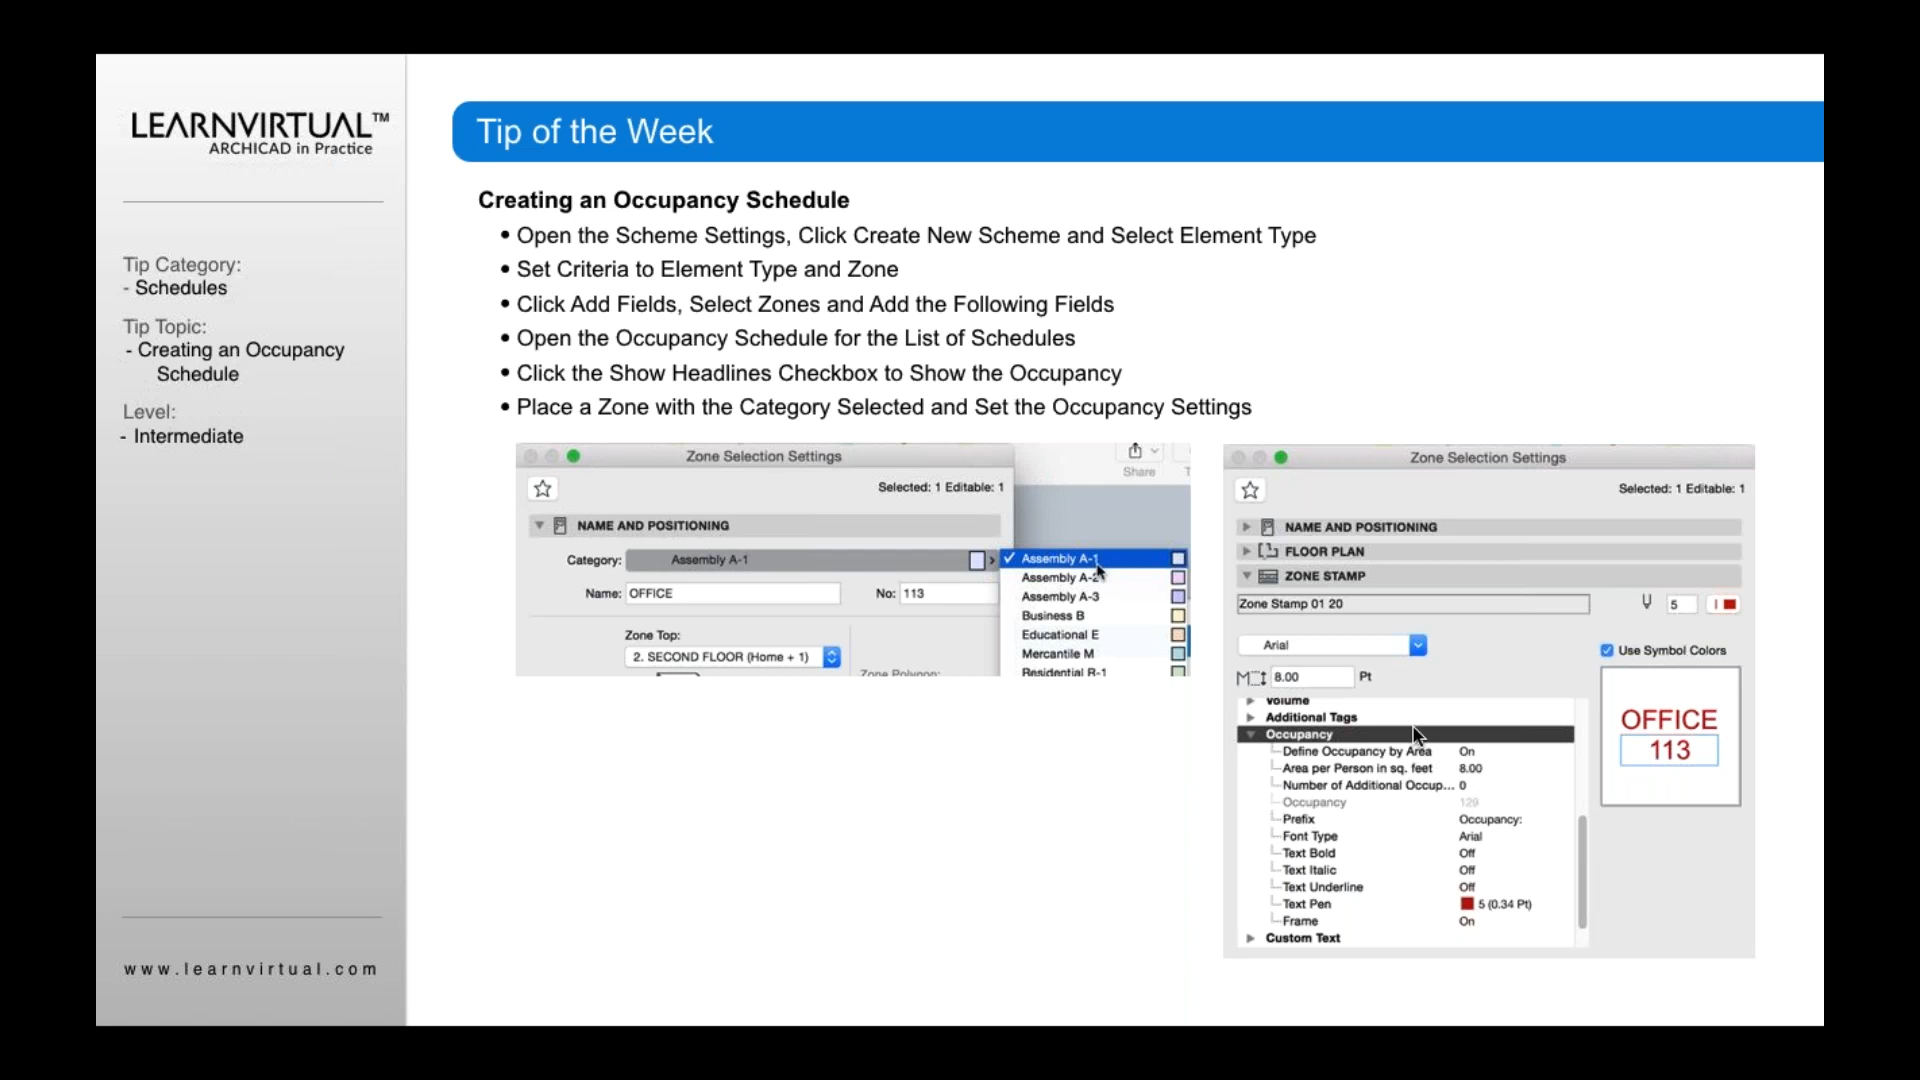 LEARNVIRTUAL™
ARCHICAD in Practice
Tip Category:
- Schedules
Tip Topic:
- Creating an Occupancy
Schedule
Level:
- Intermediate
www.learnvirtual.com
Tip of the Week
Creating an Occupancy Schedule
• Open the Scheme Settings, Click Create New Scheme and Select Element Type
• Set Criteria to Element Type and Zone
• Click Add Fields, Select Zones and Add the Following Fields
• Open the Occupancy Schedule for the List of Schedules
• Click the Show Headlines Checkbox to Show the Occupancy
• Place a Zone with the Category Selected and Set the Occupancy Settings
Zone Selection Settings
Share
Selected: 1 Editable: 1
NAME AND POSITIONING
Category: Assembly A-1
Name: OFFICE No: 113
Zone Top:
2. SECOND FLOOR (Home + 1)
Zone Polygon:
Assembly A-1
Assembly A-2
Assembly A-3
Business B
Educational E
Mercantile M
Residential R-1
Zone Selection Settings
Selected: 1 Editable: 1
NAME AND POSITIONING
FLOOR PLAN
ZONE STAMP
Zone Stamp 01 20 5
Arial
Use Symbol Colors
8.00 Pt
Volume
Additional Tags
Occupancy
Define Occupancy by Area On
Area per Person in sq. feet 8.00
Number of Additional Occup... 0
Occupancy 129
Prefix Occupancy:
Font Type Arial
Text Bold Off
Text Italic Off
Text Underline Off
Text Pen 5 (0.34 Pt)
Frame On
Custom Text
OFFICE
113